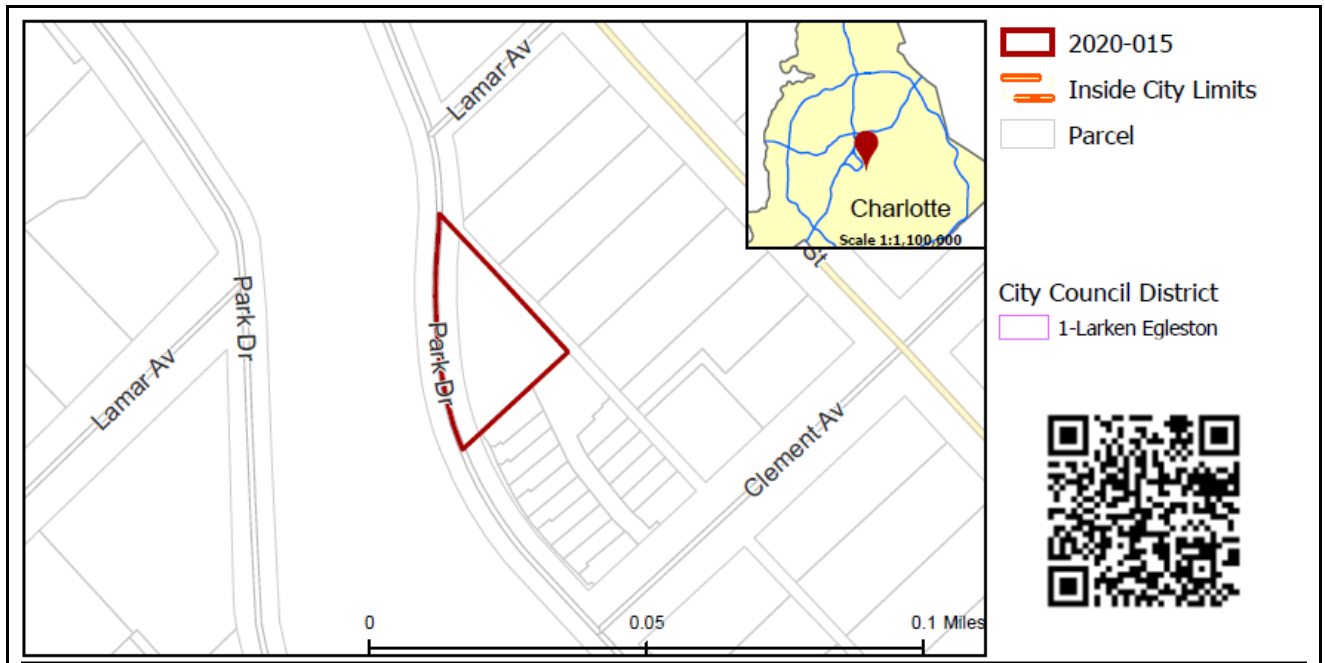 Lamar Av
Park Dr
Lamar Av
Park Dr
Clement Av
St
0
0.05
0.1 Miles
Charlotte
Scale 1:1,100,000
2020-015
Inside City Limits
Parcel
City Council District
1-Larken Egleston